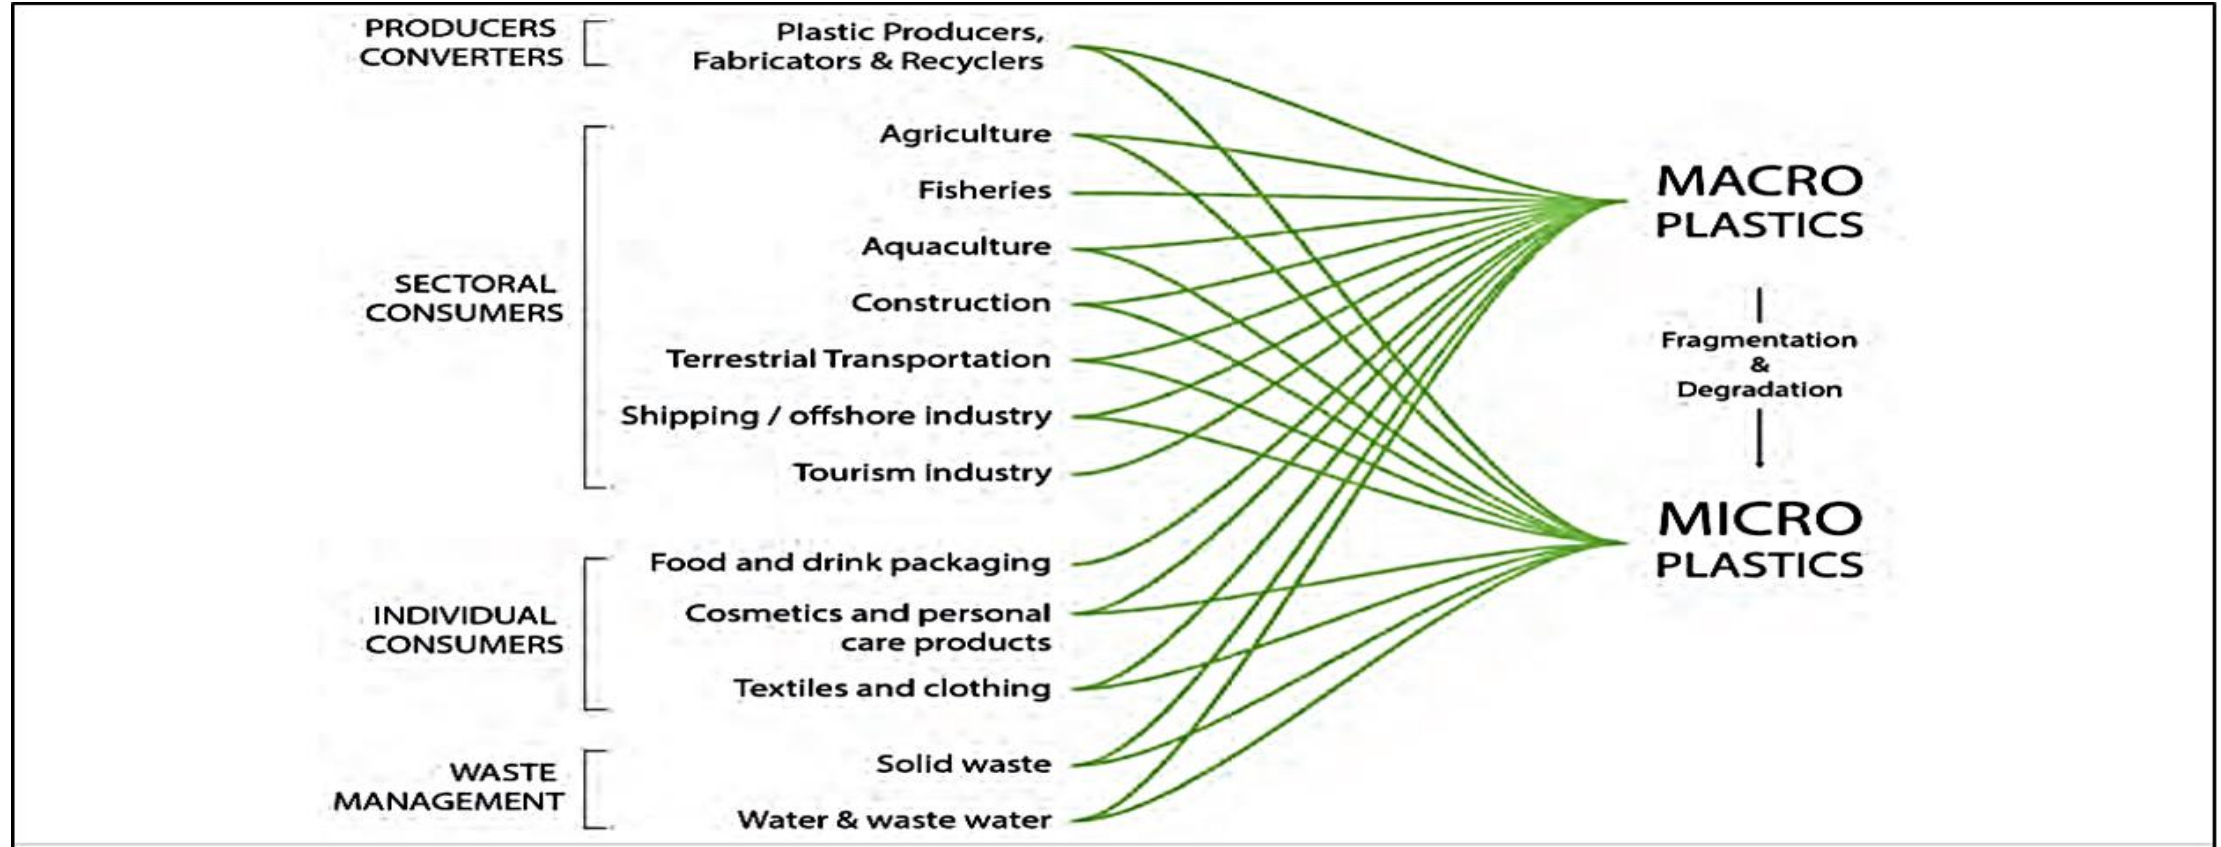 PRODUCERS
CONVERTERS
Plastic Producers,
Fabricators & Recyclers
SECTORAL
CONSUMERS
Agriculture
Fisheries
Aquaculture
Construction
Terrestrial Transportation
Shipping / offshore industry
Tourism industry
INDIVIDUAL
CONSUMERS
Food and drink packaging
Cosmetics and personal
care products
Textiles and clothing
WASTE
MANAGEMENT
Solid waste
Water & waste water
MACRO
PLASTICS
Fragmentation
&
Degradation
MICRO
PLASTICS